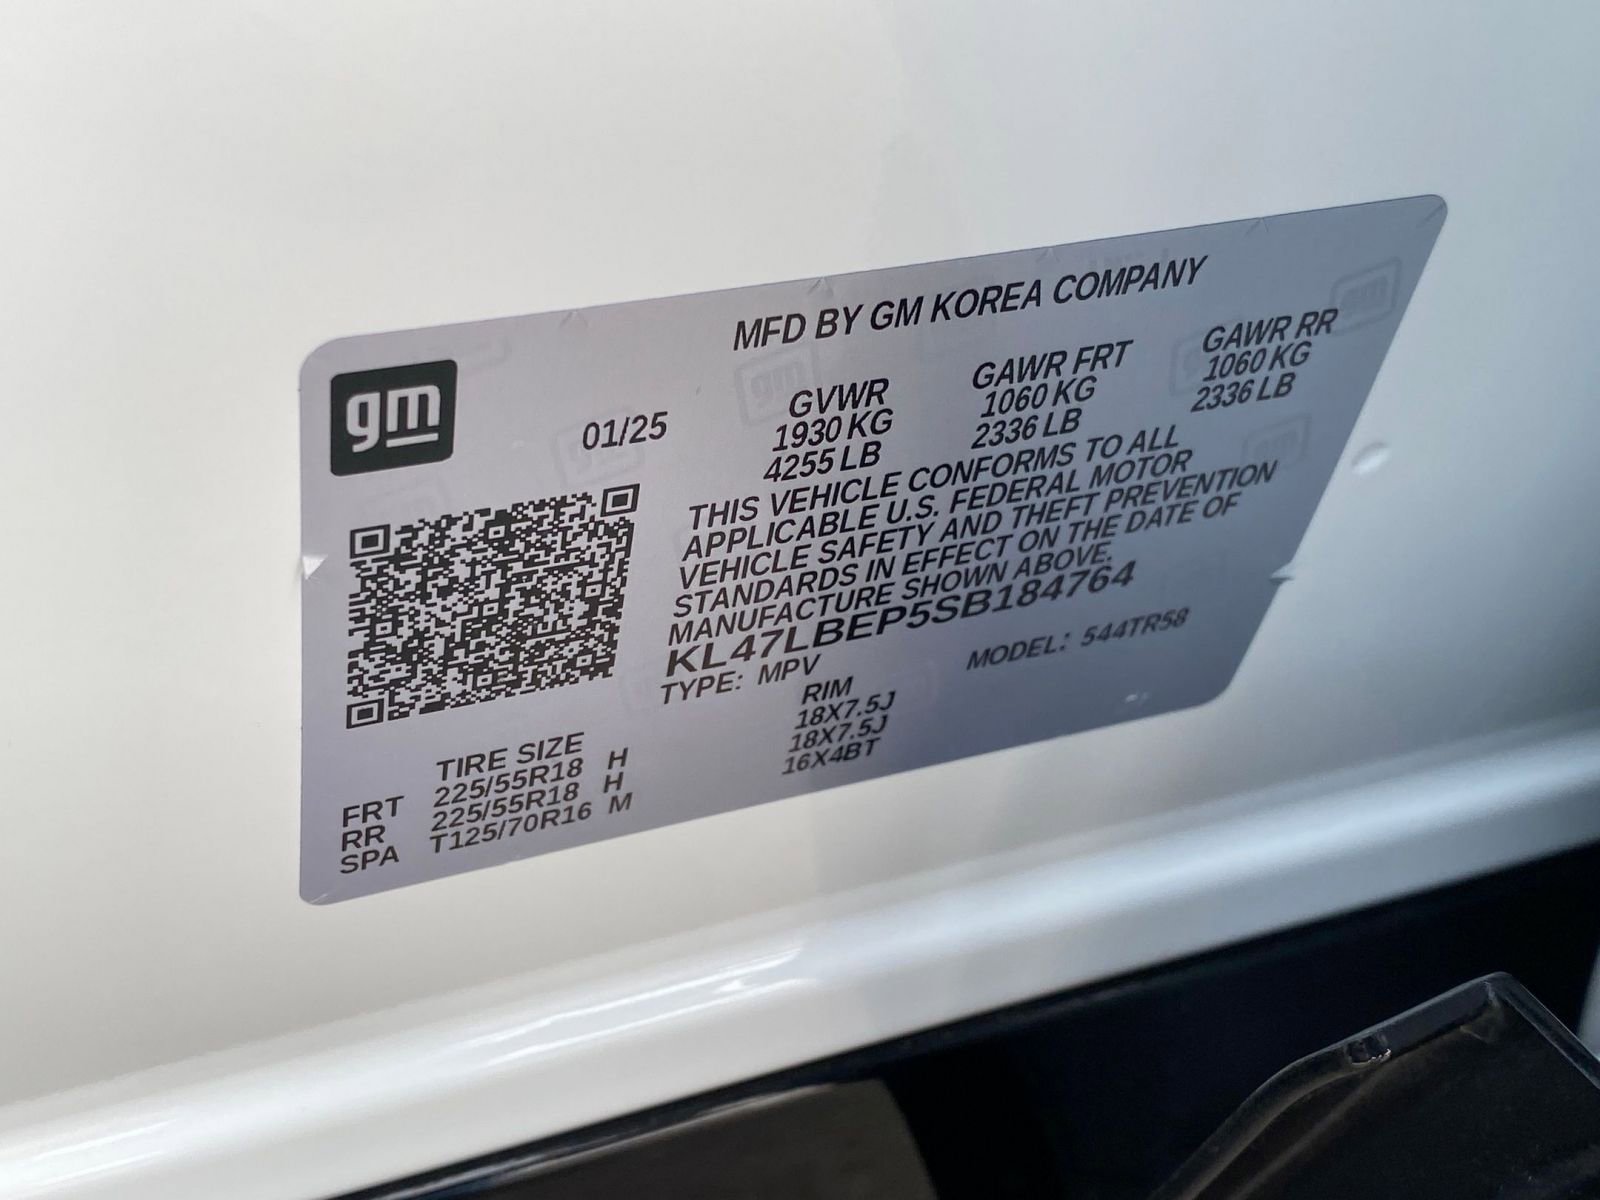 MFD BY GM KOREA COMPANY
gm
01/25
GVWR GAWR FRT GAWR RR
1930 KG 1060 KG 1060 KG
4255 LB 2336 LB 2336 LB
THIS VEHICLE CONFORMS TO ALL
APPLICABLE U.S. FEDERAL MOTOR
VEHICLE SAFETY AND THEFT PREVENTION
STANDARDS IN EFFECT ON THE DATE OF
MANUFACTURE SHOWN ABOVE.
KL47LBEP5SB184764
TYPE: MPV MODEL: 544TR58
TIRE SIZE RIM
FRT 225/55R18 H 18X7.5J
RR 225/55R18 H 18X7.5J
SPA T125/70R16 M 16X4BT